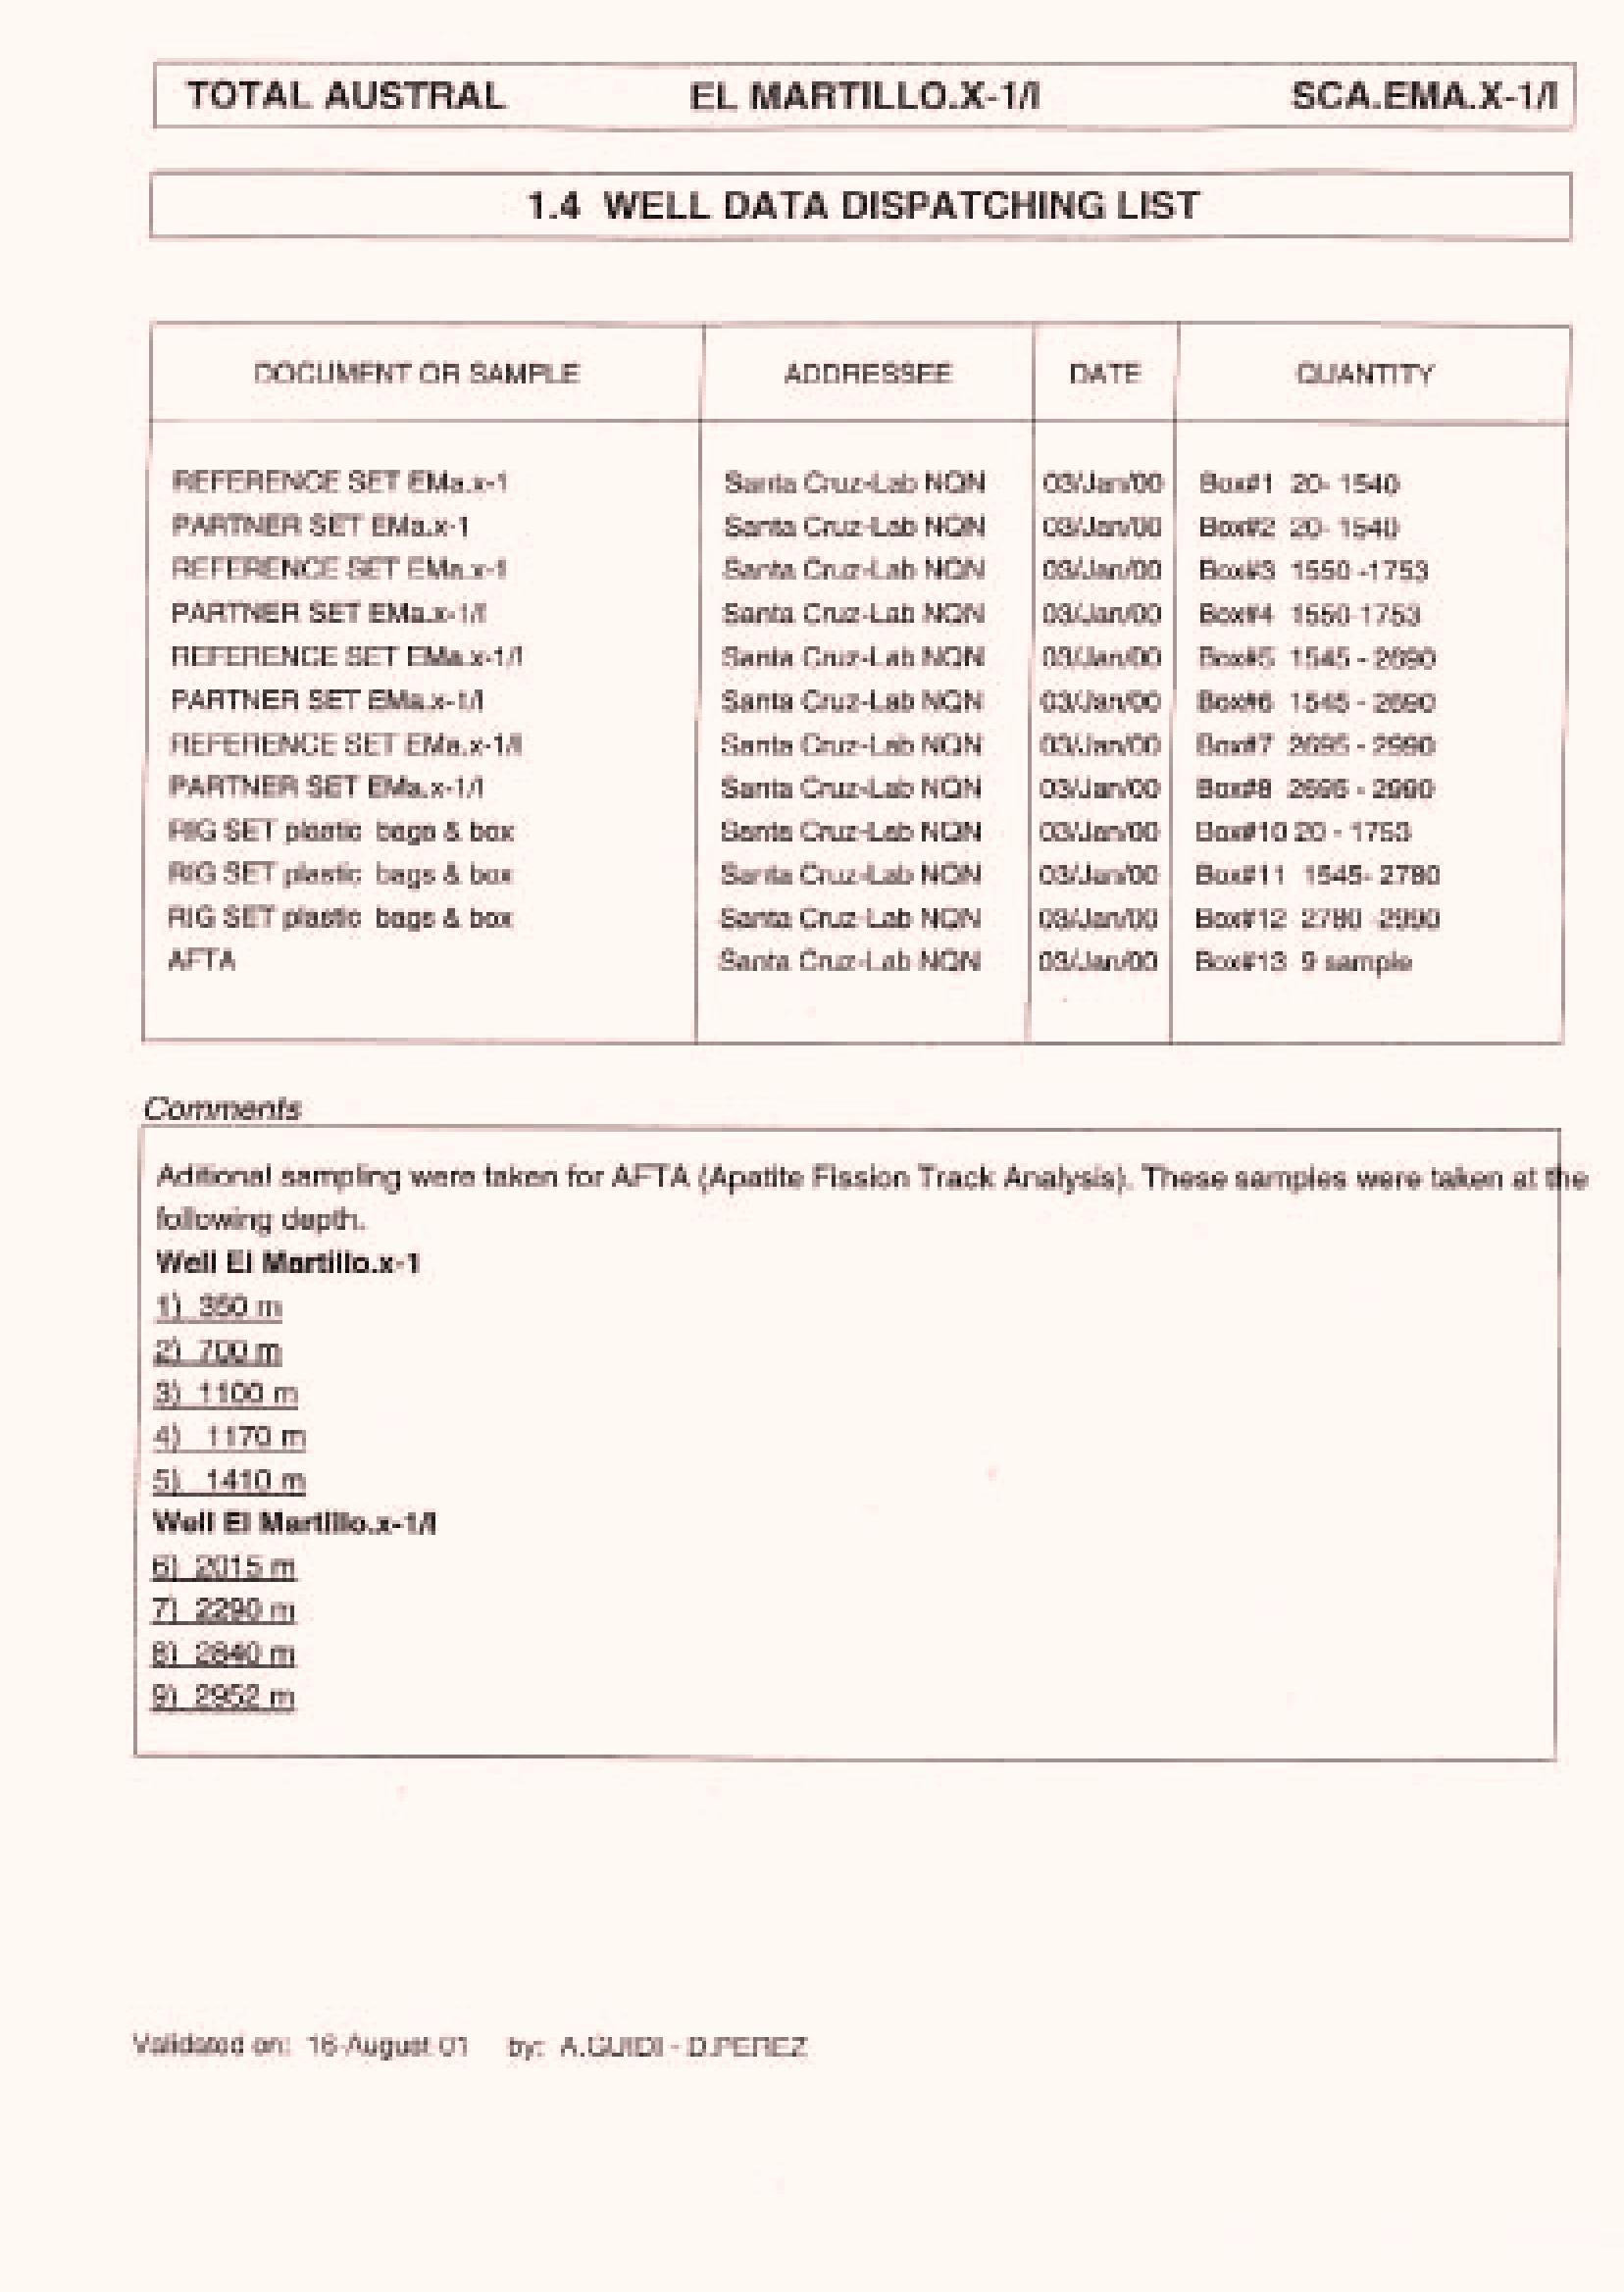 TOTAL AUSTRAL EL MARTILLO.X-1/I SCA.EMA.X-1/I
1.4 WELL DATA DISPATCHING LIST
DOCUMENT OR SAMPLE ADDRESSEE DATE QUANTITY
REFERENCE SET EMa.x-1 Santa Cruz-Lab NQN 03/Jan/00 Box#1 20- 1540
PARTNER SET EMa.x-1 Santa Cruz-Lab NQN 03/Jan/00 Box#2 20- 1540
REFERENCE SET EMa.x-1 Santa Cruz-Lab NQN 03/Jan/00 Box#3 1550 -1753
PARTNER SET EMa.x-1/I Santa Cruz-Lab NQN 03/Jan/00 Box#4 1550-1753
REFERENCE SET EMa.x-1/I Santa Cruz-Lab NQN 03/Jan/00 Box#5 1545 - 2690
PARTNER SET EMa.x-1/I Santa Cruz-Lab NQN 03/Jan/00 Box#6 1545 - 2690
REFERENCE SET EMa.x-1/I Santa Cruz-Lab NQN 03/Jan/00 Box#7 2695 - 2990
PARTNER SET EMa.x-1/I Santa Cruz-Lab NQN 03/Jan/00 Box#8 2695 - 2990
RIG SET plastic bags & box Santa Cruz-Lab NQN 03/Jan/00 Box#10 20 - 1753
RIG SET plastic bags & box Santa Cruz-Lab NQN 03/Jan/00 Box#11 1545- 2780
RIG SET plastic bags & box Santa Cruz-Lab NQN 03/Jan/00 Box#12 2780 -2990
AFTA Santa Cruz-Lab NQN 03/Jan/00 Box#13 9 sample
Comments
Aditional sampling were taken for AFTA (Apatite Fission Track Analysis). These samples were taken at the
following depth.
Well El Martillo.x-1
1) 350 m
2) 700 m
3) 1100 m
4) 1170 m
5) 1410 m
Well El Martillo.x-1/I
6) 2015 m
7) 2290 m
8) 2840 m
9) 2952 m
Validated on: 16-August 01 by: A.GUIDI - D.PEREZ